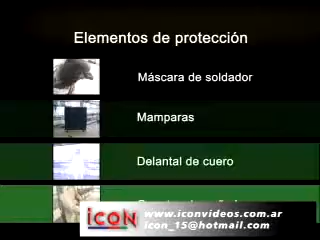 Elementos de protección
Máscara de soldador
Mamparas
Delantal de cuero
icon
www.iconvideos.com.ar
icon_15@hotmail.com